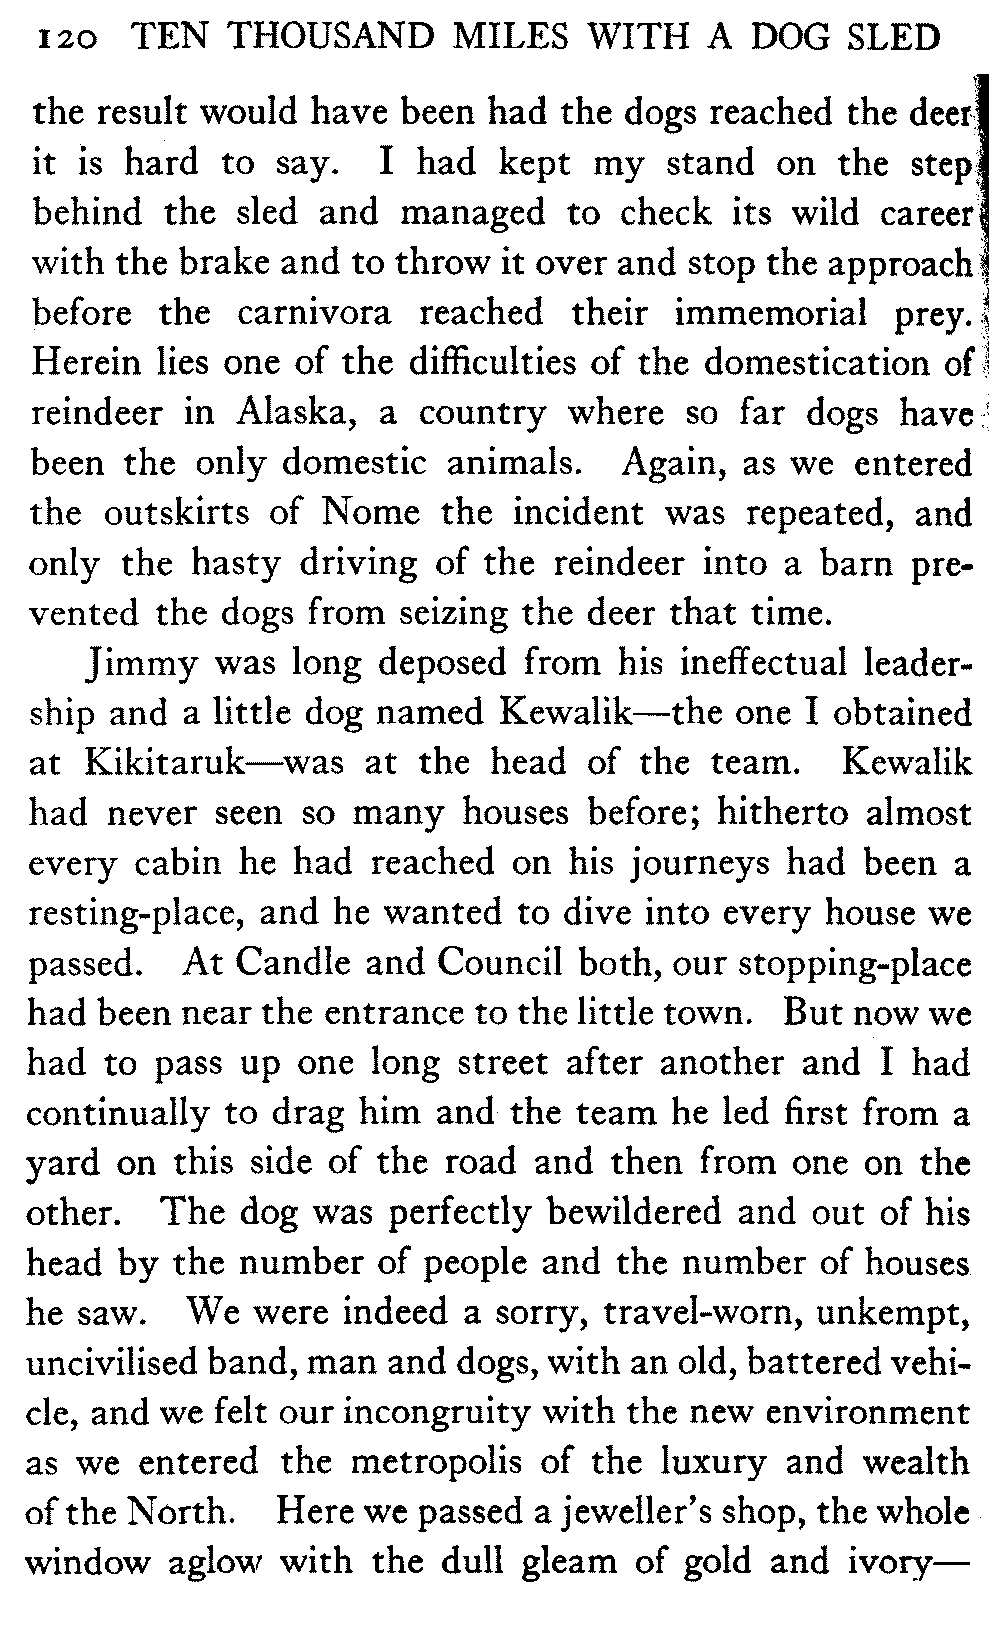 120 TEN THOUSAND MILES WITH A DOG SLED
the result would have been had the dogs reached the deer
it is hard to say. I had kept my stand on the step
behind the sled and managed to check its wild career
with the brake and to throw it over and stop the approach
before the carnivora reached their immemorial prey.
Herein lies one of the difficulties of the domestication of
reindeer in Alaska, a country where so far dogs have
been the only domestic animals. Again, as we entered
the outskirts of Nome the incident was repeated, and
only the hasty driving of the reindeer into a barn pre-
vented the dogs from seizing the deer that time.
Jimmy was long deposed from his ineffectual leader-
ship and a little dog named Kewalik—the one I obtained
at Kikitaruk—was at the head of the team. Kewalik
had never seen so many houses before; hitherto almost
every cabin he had reached on his journeys had been a
resting-place, and he wanted to dive into every house we
passed. At Candle and Council both, our stopping-place
had been near the entrance to the little town. But now we
had to pass up one long street after another and I had
continually to drag him and the team he led first from a
yard on this side of the road and then from one on the
other. The dog was perfectly bewildered and out of his
head by the number of people and the number of houses
he saw. We were indeed a sorry, travel-worn, unkempt,
uncivilised band, man and dogs, with an old, battered vehi-
cle, and we felt our incongruity with the new environment
as we entered the metropolis of the luxury and wealth
of the North. Here we passed a jeweller's shop, the whole
window aglow with the dull gleam of gold and ivory—